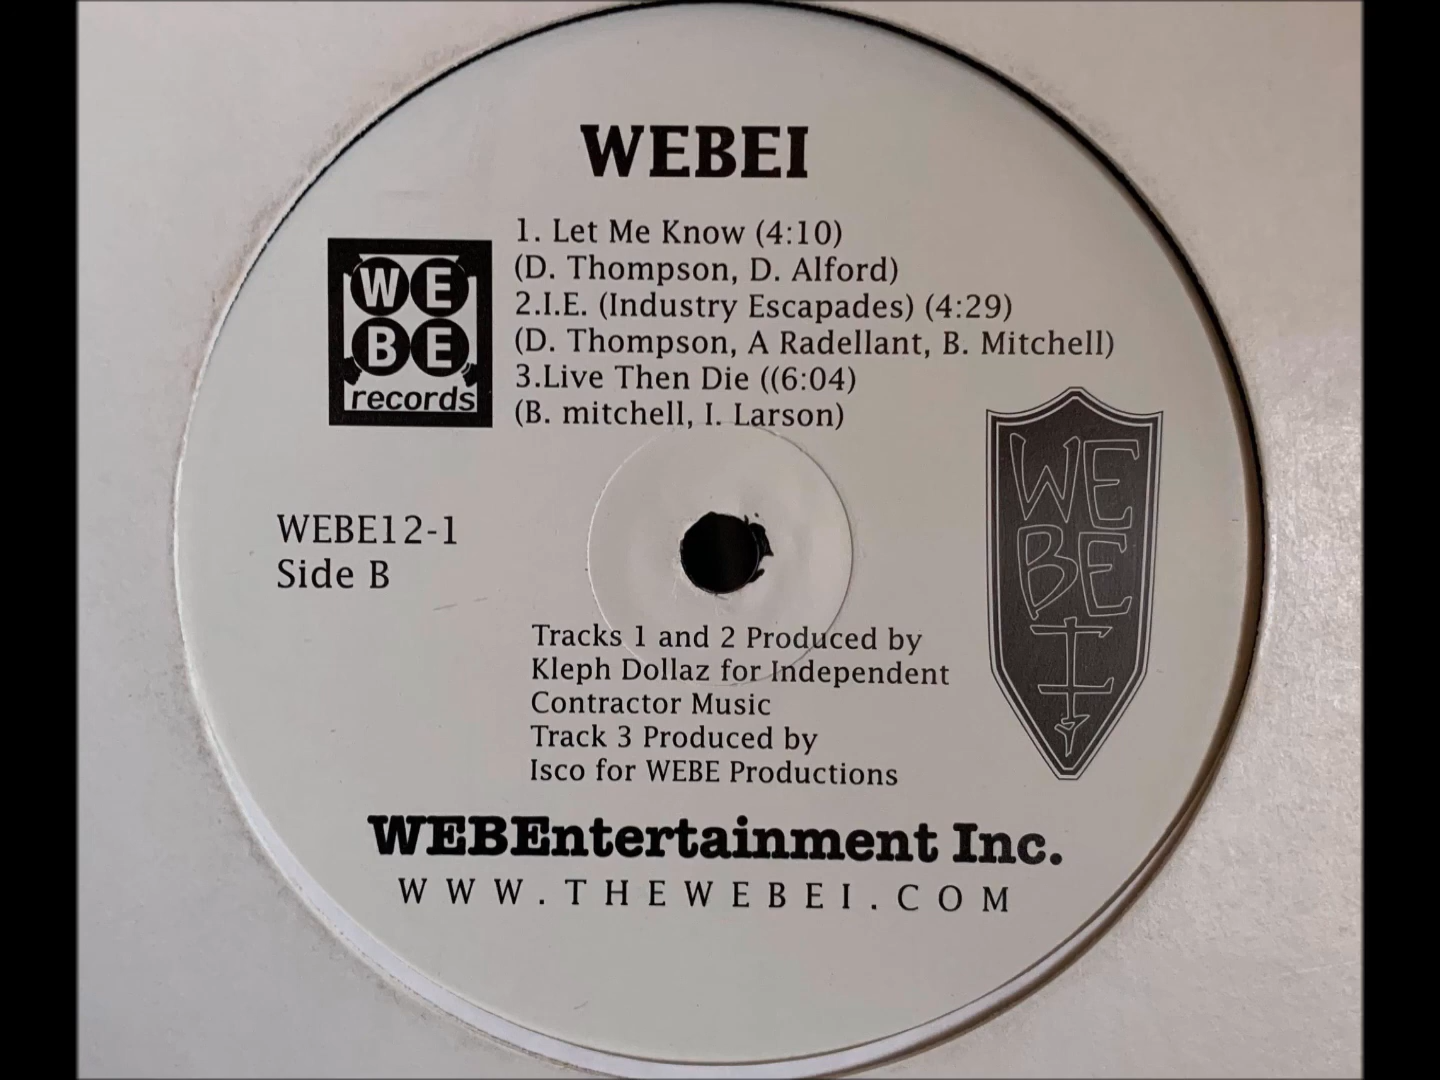 WEBEI
1. Let Me Know (4:10)
(D. Thompson, D. Alford)
2.I.E. (Industry Escapades) (4:29)
(D. Thompson, A Radellant, B. Mitchell)
3.Live Then Die ((6:04)
(B. mitchell, I. Larson)
WE
BE
records
WEBE12-1
Side B
WE
BE
I
Tracks 1 and 2 Produced by
Kleph Dollaz for Independent
Contractor Music
Track 3 Produced by
Isco for WEBE Productions
WEBEntertainment Inc.
WWW.THEWEBEI.COM